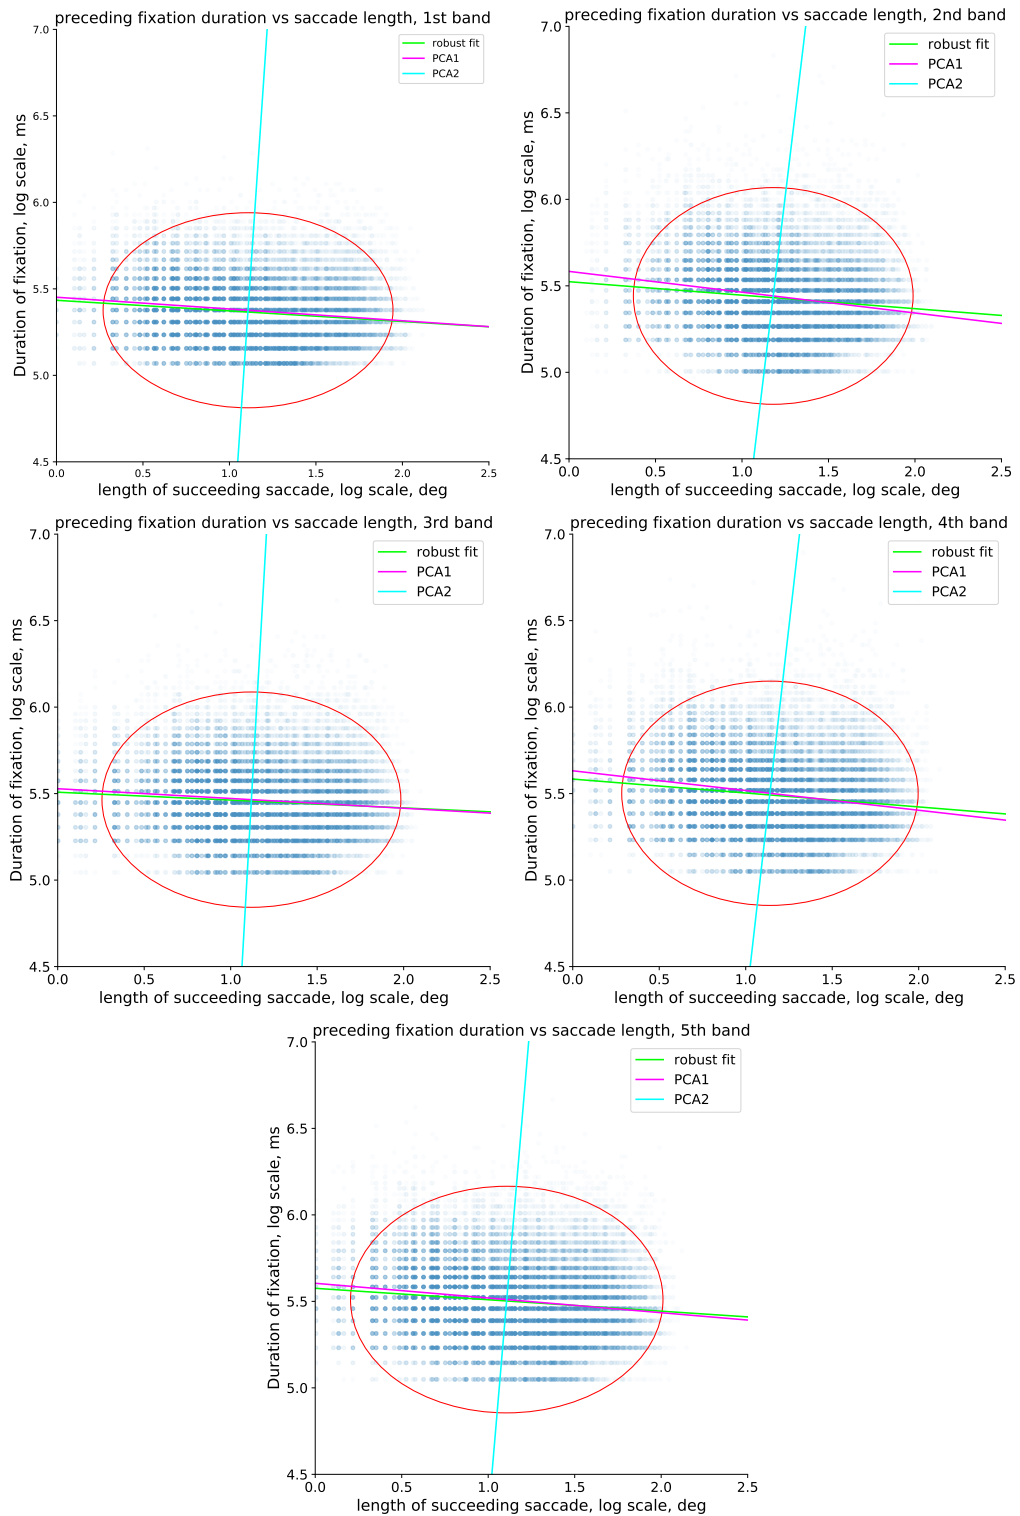 preceding fixation duration vs saccade length, 1st band
7.0
6.5
6.0
5.5
5.0
4.5
Duration of fixation, log scale, ms
robust fit
PCA1
PCA2
0.0 0.5 1.0 1.5 2.0 2.5
length of succeeding saccade, log scale, deg
preceding fixation duration vs saccade length, 2nd band
7.0
6.5
6.0
5.5
5.0
4.5
Duration of fixation, log scale, ms
robust fit
PCA1
PCA2
0.0 0.5 1.0 1.5 2.0 2.5
length of succeeding saccade, log scale, deg
preceding fixation duration vs saccade length, 3rd band
7.0
6.5
6.0
5.5
5.0
4.5
Duration of fixation, log scale, ms
robust fit
PCA1
PCA2
0.0 0.5 1.0 1.5 2.0 2.5
length of succeeding saccade, log scale, deg
preceding fixation duration vs saccade length, 4th band
7.0
6.5
6.0
5.5
5.0
4.5
Duration of fixation, log scale, ms
robust fit
PCA1
PCA2
0.0 0.5 1.0 1.5 2.0 2.5
length of succeeding saccade, log scale, deg
preceding fixation duration vs saccade length, 5th band
7.0
6.5
6.0
5.5
5.0
4.5
Duration of fixation, log scale, ms
robust fit
PCA1
PCA2
0.0 0.5 1.0 1.5 2.0 2.5
length of succeeding saccade, log scale, deg